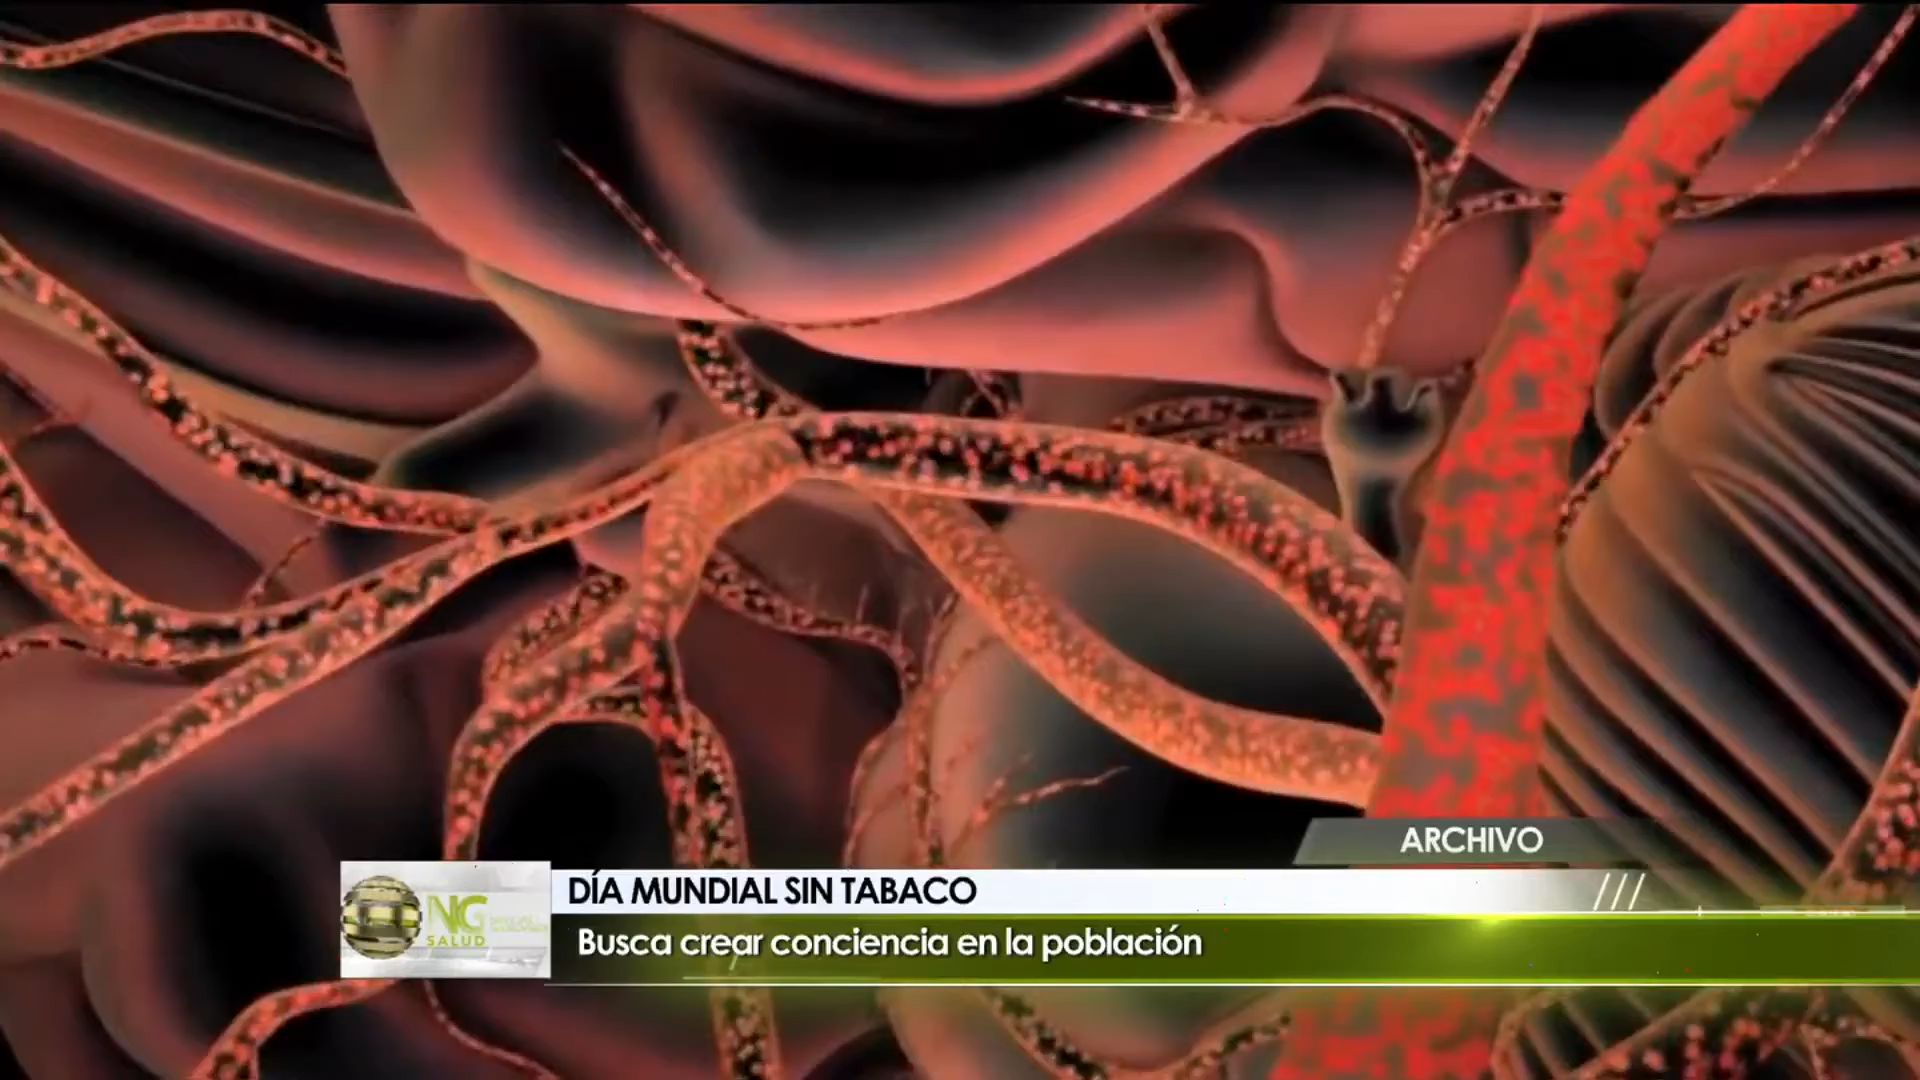 ARCHIVO
DÍA MUNDIAL SIN TABACO
Busca crear conciencia en la población
NG
SALUD